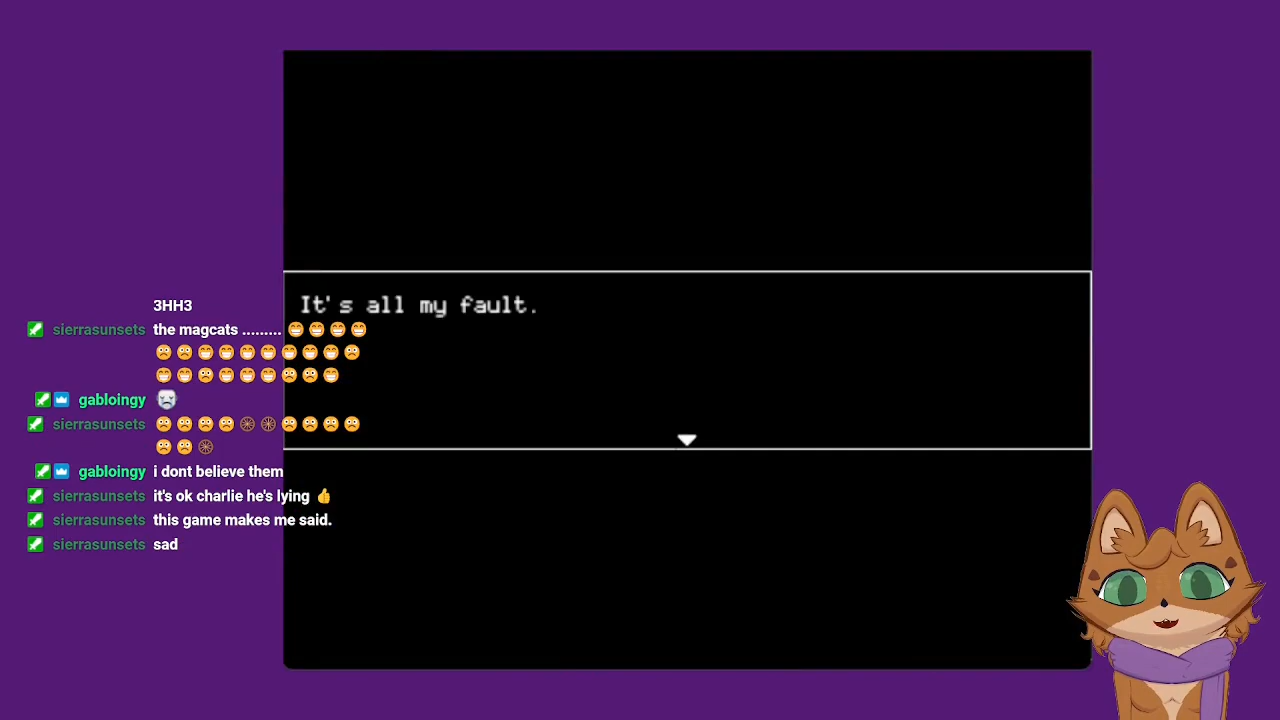 It's all my fault.
3HH3
sierrasunsets the magcats ......... 😁 😁 😁 😁
🙁 🙁 😁 😁 😁 😁 😁 😁 😁 🙁
😁 😁 🙁 😁 😁 😁 🙁 🙁 😁
gabloingy
sierrasunsets 🙁 🙁 🙁 🙁 🛞 🛞 🙁 🙁 🙁 🙁
🙁 🙁 🛞
gabloingy i dont believe them
sierrasunsets it's ok charlie he's lying 👍
sierrasunsets this game makes me said.
sierrasunsets sad